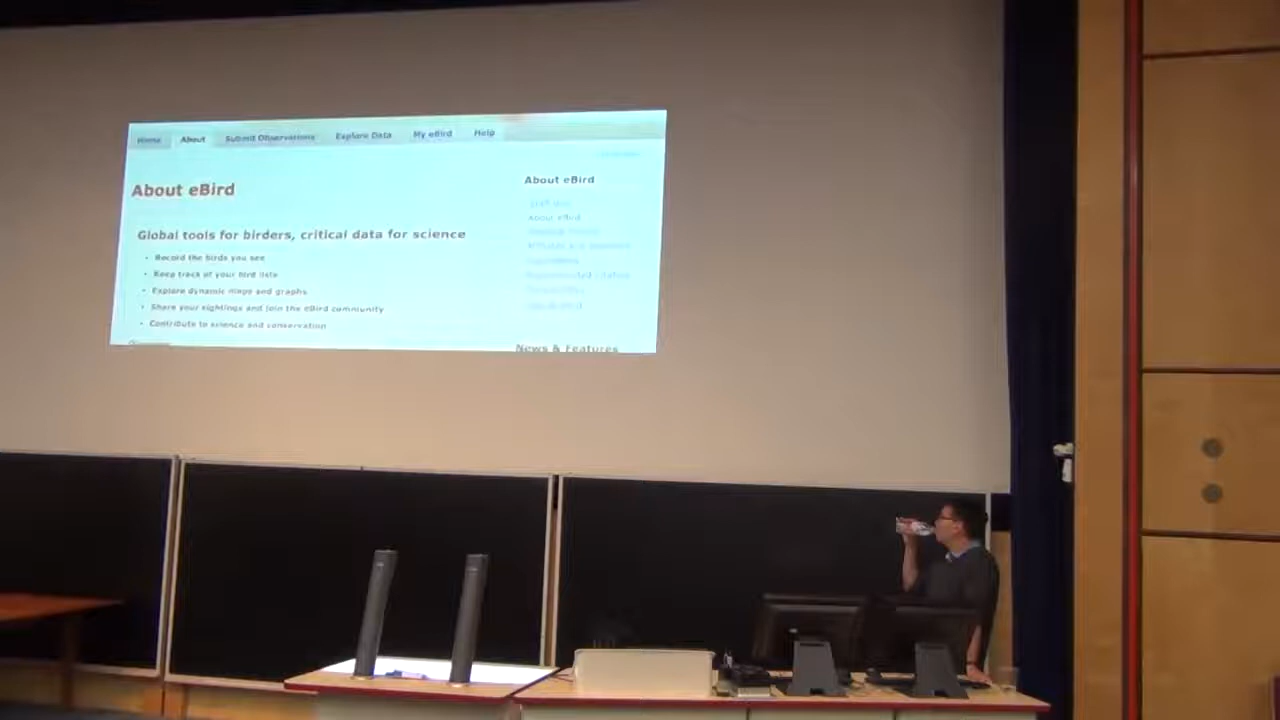 Home About Submit Observations Explore Data My eBird Help
About eBird
Global tools for birders, critical data for science
Record the birds you see
Keep track of your bird lists
Explore dynamic maps and graphs
Share your sightings and join the eBird community
Contribute to science and conservation
About eBird
About eBird
News & Features